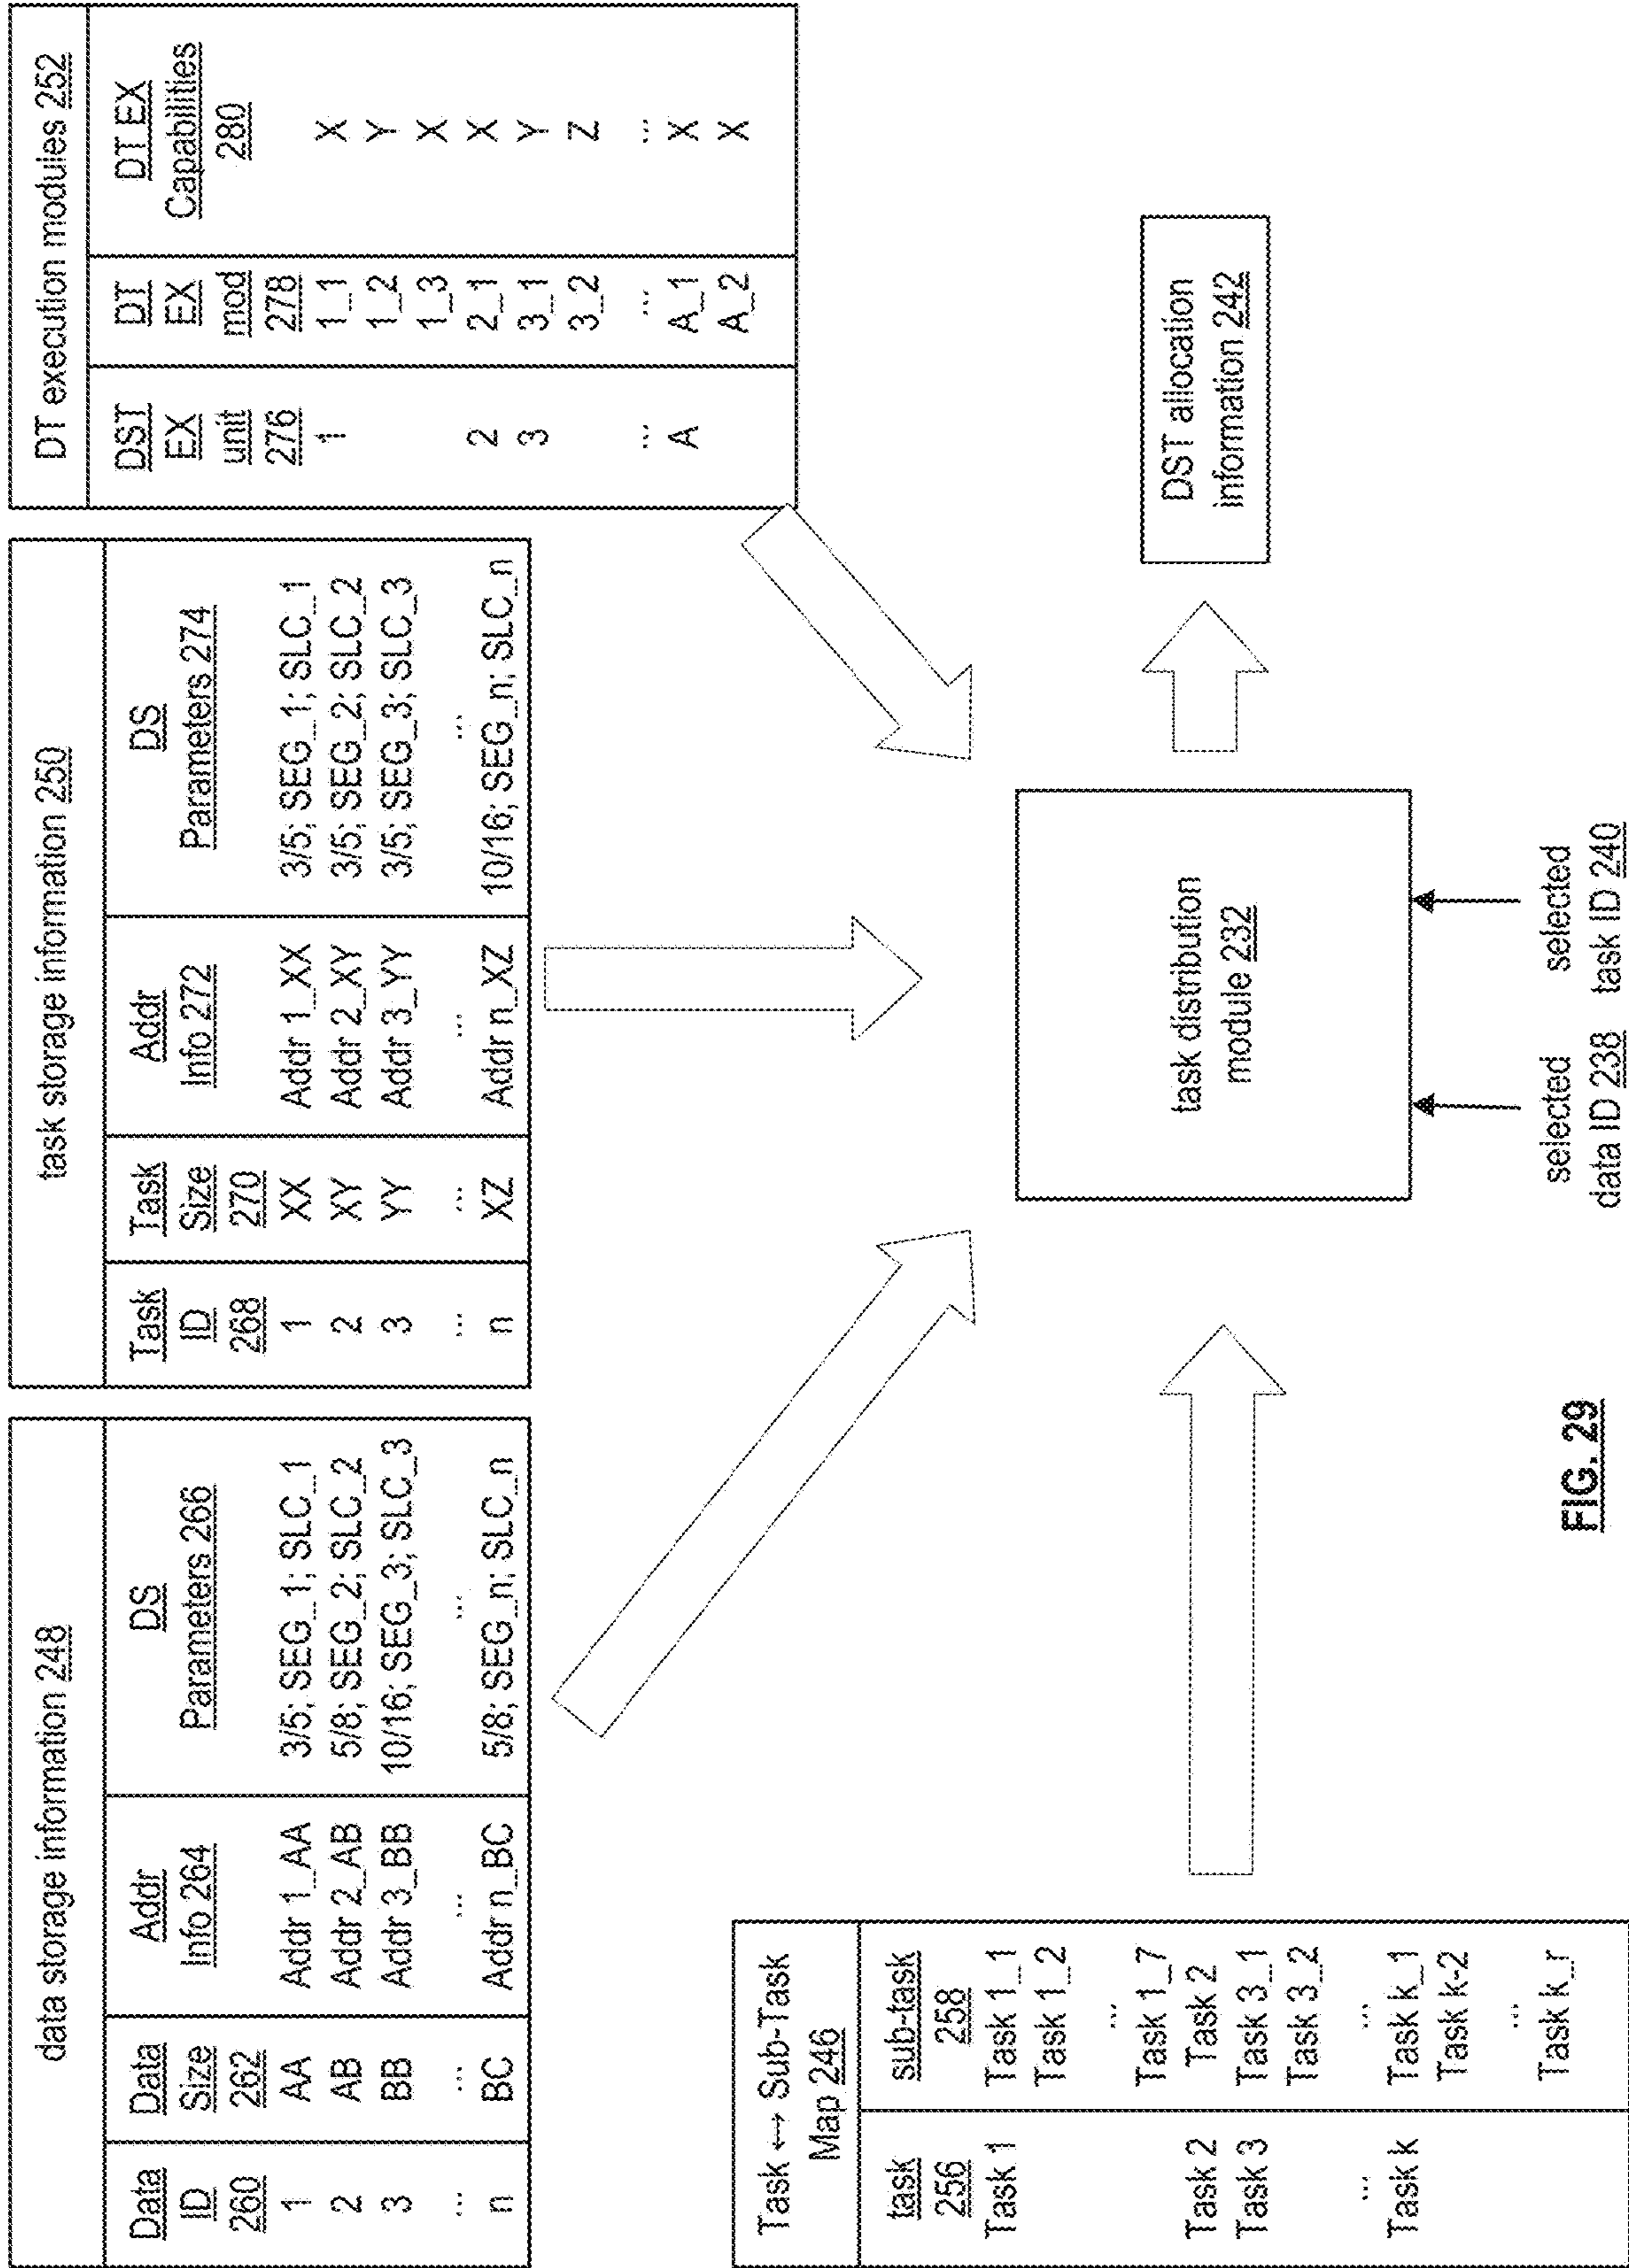 data storage information 248
Data ID 260 | Data Size 262 | Addr Info 264 | DS Parameters 266
1 | AA | Addr 1_AA | 3/5; SEG_1; SLC_1
2 | AB | Addr 2_AB | 5/8; SEG_2; SLC_2
3 | BB | Addr 3_BB | 10/16; SEG_3; SLC_3
... | ... | ... | ...
n | BC | Addr n_BC | 5/8; SEG_n; SLC_n
task storage information 250
Task ID 268 | Task Size 270 | Addr Info 272 | DS Parameters 274
1 | XX | Addr 1_XX | 3/5; SEG_1; SLC_1
2 | XY | Addr 2_XY | 3/5; SEG_2; SLC_2
3 | YY | Addr 3_YY | 3/5; SEG_3; SLC_3
... | ... | ... | ...
n | XZ | Addr n_XZ | 10/16; SEG_n; SLC_n
DT execution modules 252
DST EX unit 276 | DT EX mod 278 | DT EX Capabilities 280
1 | 1_1 | X
1_2 | Y
1_3 | X
2 | 2_1 | X
3 | 3_1 | Y
3_2 | Z
... | ... | ...
A | A_1 | X
A_2 | X
Task ↔ Sub-Task
Map 246
task 256 | sub-task 258
Task 1 | Task 1_1
Task 1_2
...
Task 1_7
Task 2 | Task 2
Task 3 | Task 3_1
Task 3_2
... | ...
Task k | Task k_1
Task k-2
...
Task k_r
task distribution
module 232
DST allocation
information 242
selected
data ID 238
selected
task ID 240
FIG. 29